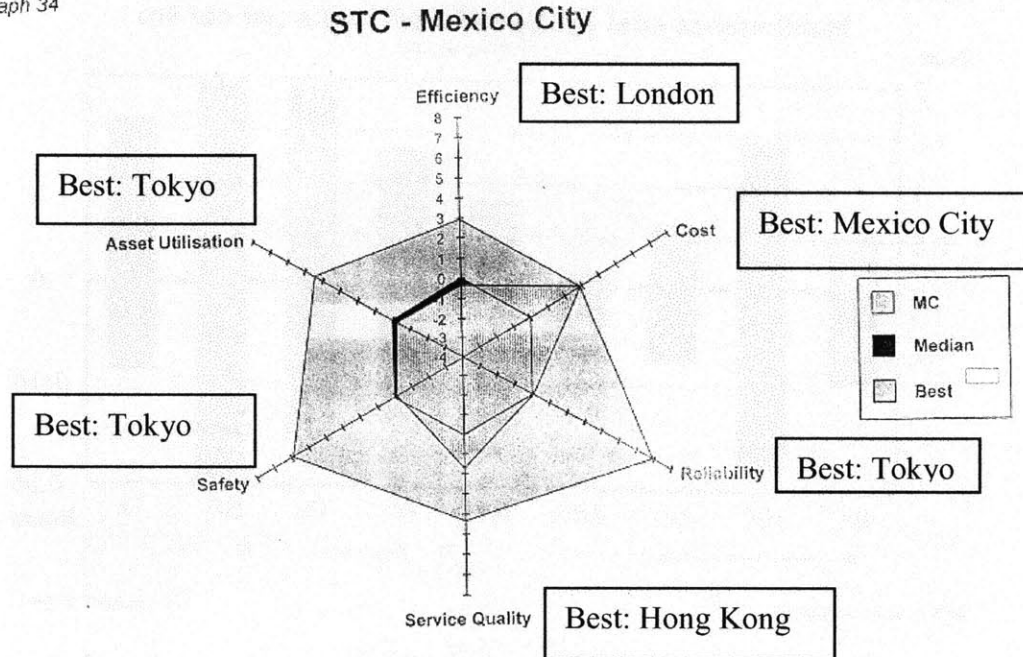 aph 34
STC - Mexico City
Efficiency
Best: London
8
7
6
5
4
3
2
1
0
-1
-2
-3
-4
Best: Tokyo
Asset Utilisation
Cost
Best: Mexico City
MC
Median
Best
Best: Tokyo
Safety
Reliability
Best: Tokyo
Service Quality
Best: Hong Kong